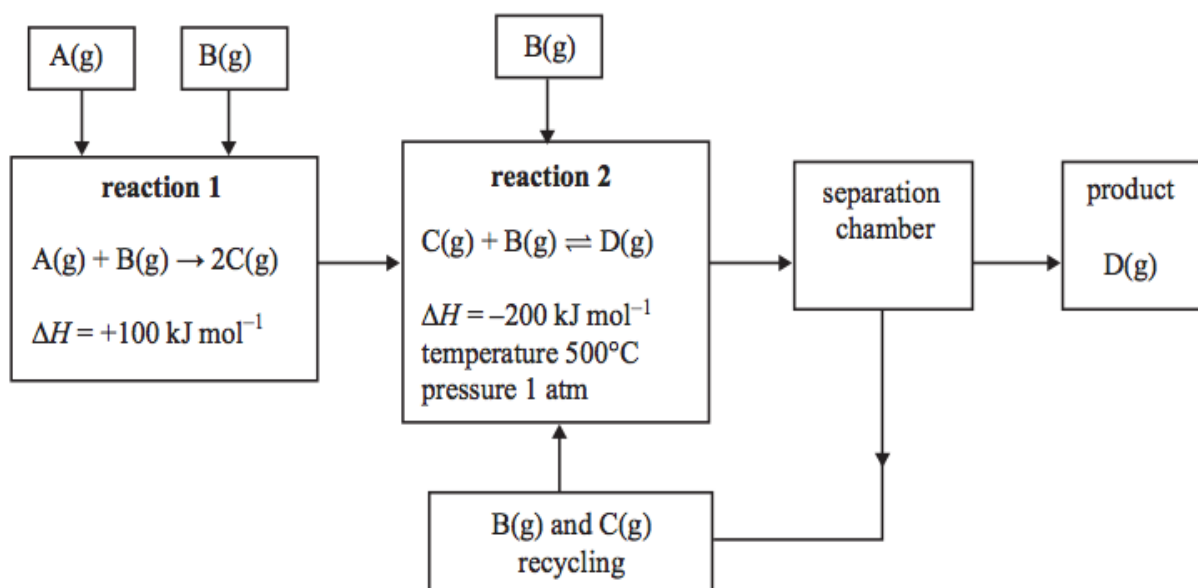 A(g)
B(g)
B(g)
reaction 1
A(g) + B(g) → 2C(g)
ΔH = +100 kJ mol⁻¹
reaction 2
C(g) + B(g) ⇌ D(g)
ΔH = –200 kJ mol⁻¹
temperature 500°C
pressure 1 atm
separation
chamber
product
D(g)
B(g) and C(g)
recycling